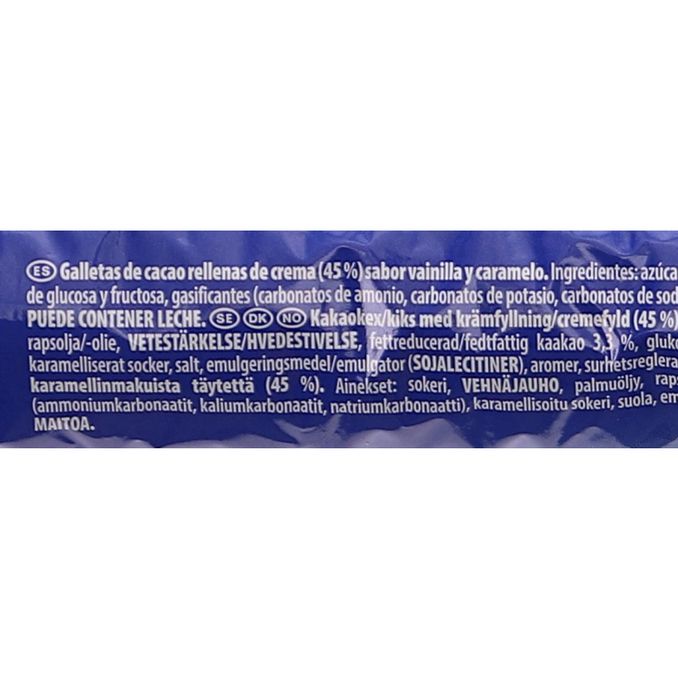 ES Galletas de cacao rellenas de crema (45 %) sabor vainilla y caramelo. Ingredientes: azúca
de glucosa y fructosa, gasificantes (carbonatos de amonio, carbonatos de potasio, carbonatos de sod
PUEDE CONTENER LECHE. SE DK NO Kakaokex/kiks med krämfyllning/cremefyld (45 %)
rapsolja/-olie, VETESTÄRKELSE/HVEDESTIVELSE, fettreducerad/fedtfattig kaakao 3,3 %, gluko
karamelliserat socker, salt, emulgeringsmedel/emulgator (SOJALECITINER), aromer, surhetsreglera
karamellinmakuista täytettä (45 %). Ainekset: sokeri, VEHNÄJAUHO, palmuöljy, raps
(ammoniumkarbonaatit, kaliumkarbonaatit, natriumkarbonaatti), karamellisoitu sokeri, suola, em
MAITOA.